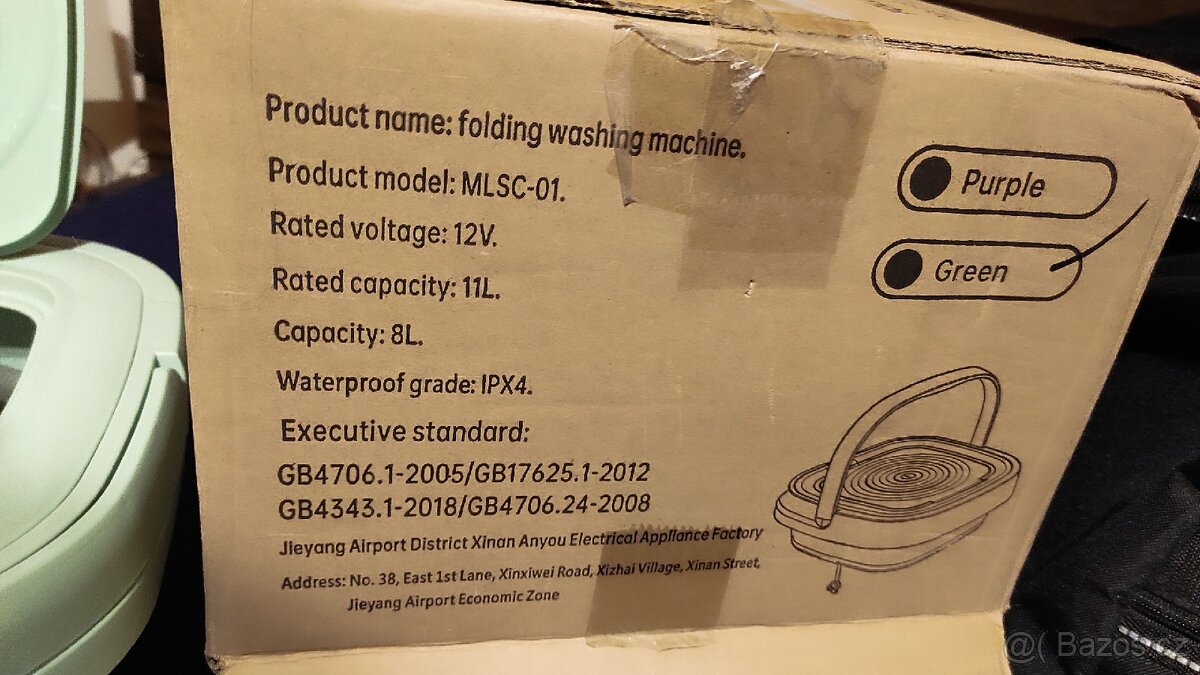 Product name: folding washing machine.
Product model: MLSC-01.
Rated voltage: 12V.
Rated capacity: 11L.
Capacity: 8L.
Waterproof grade: IPX4.
Executive standard:
GB4706.1-2005/GB17625.1-2012
GB4343.1-2018/GB4706.24-2008
Jieyang Airport District Xinan Anyou Electrical Appliance Factory
Address: No. 38, East 1st Lane, Xinxiwei Road, Xizhai Village, Xinan Street,
Jieyang Airport Economic Zone
Purple
Green
@( Bazos.cz